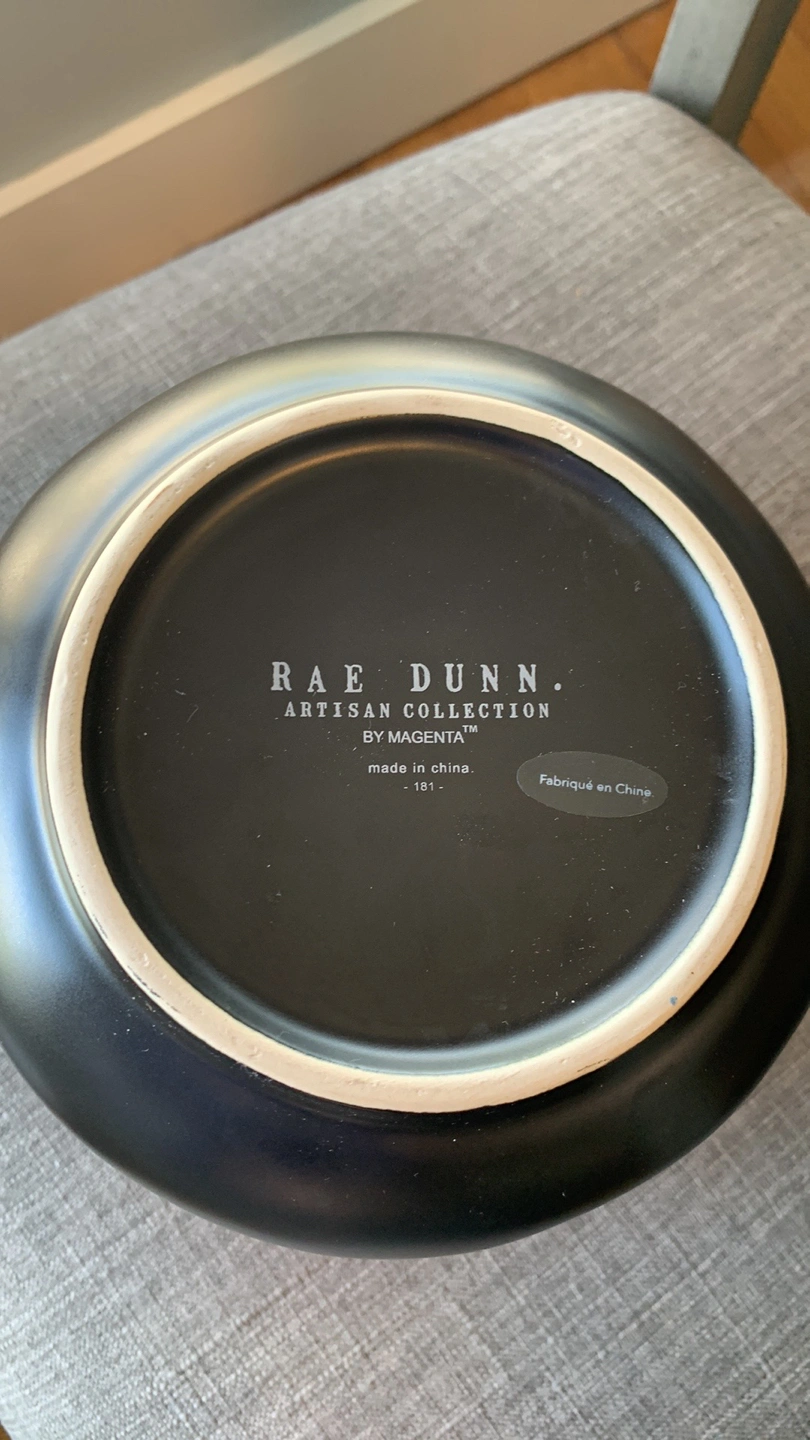 RAE DUNN.
ARTISAN COLLECTION
BY MAGENTA™
made in china.
- 181 -
Fabriqué en Chine.